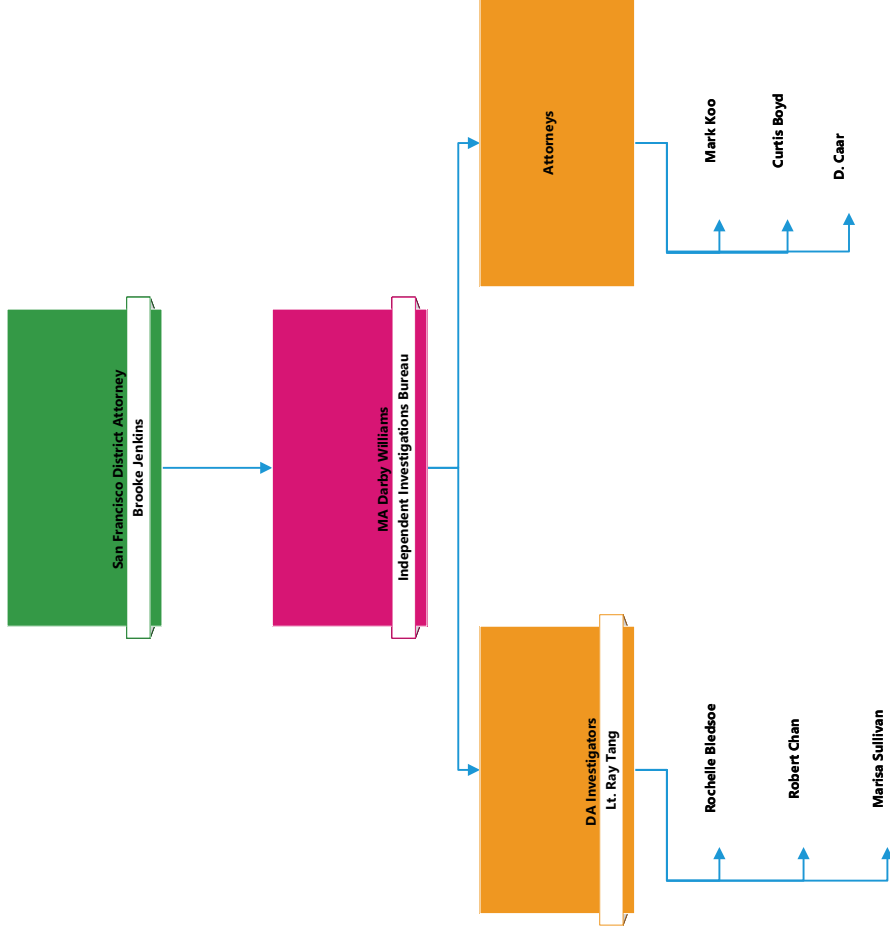 San Francisco District Attorney
Brooke Jenkins
MA Darby Williams
Independent Investigations Bureau
DA Investigators
Lt. Ray Tang
Rochelle Bledsoe
Robert Chan
Marisa Sullivan
Attorneys
Mark Koo
Curtis Boyd
D. Caar